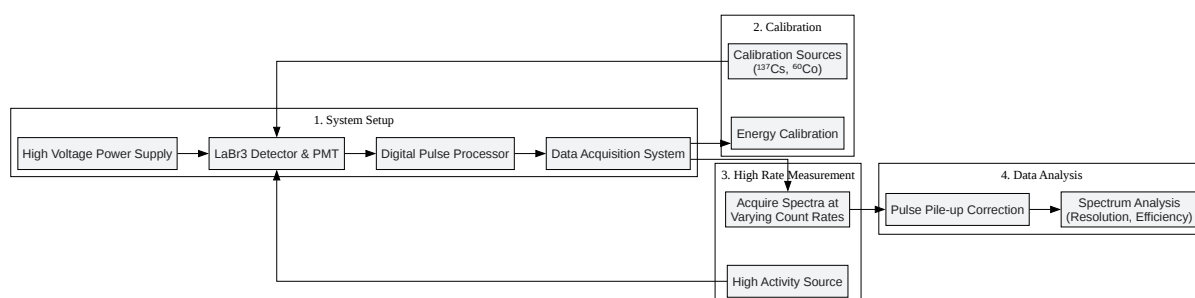 2. Calibration
Calibration Sources
(¹³⁷Cs, ⁶⁰Co)
1. System Setup
High Voltage Power Supply
LaBr3 Detector & PMT
Digital Pulse Processor
Data Acquisition System
Energy Calibration
3. High Rate Measurement
Acquire Spectra at
Varying Count Rates
High Activity Source
4. Data Analysis
Pulse Pile-up Correction
Spectrum Analysis
(Resolution, Efficiency)